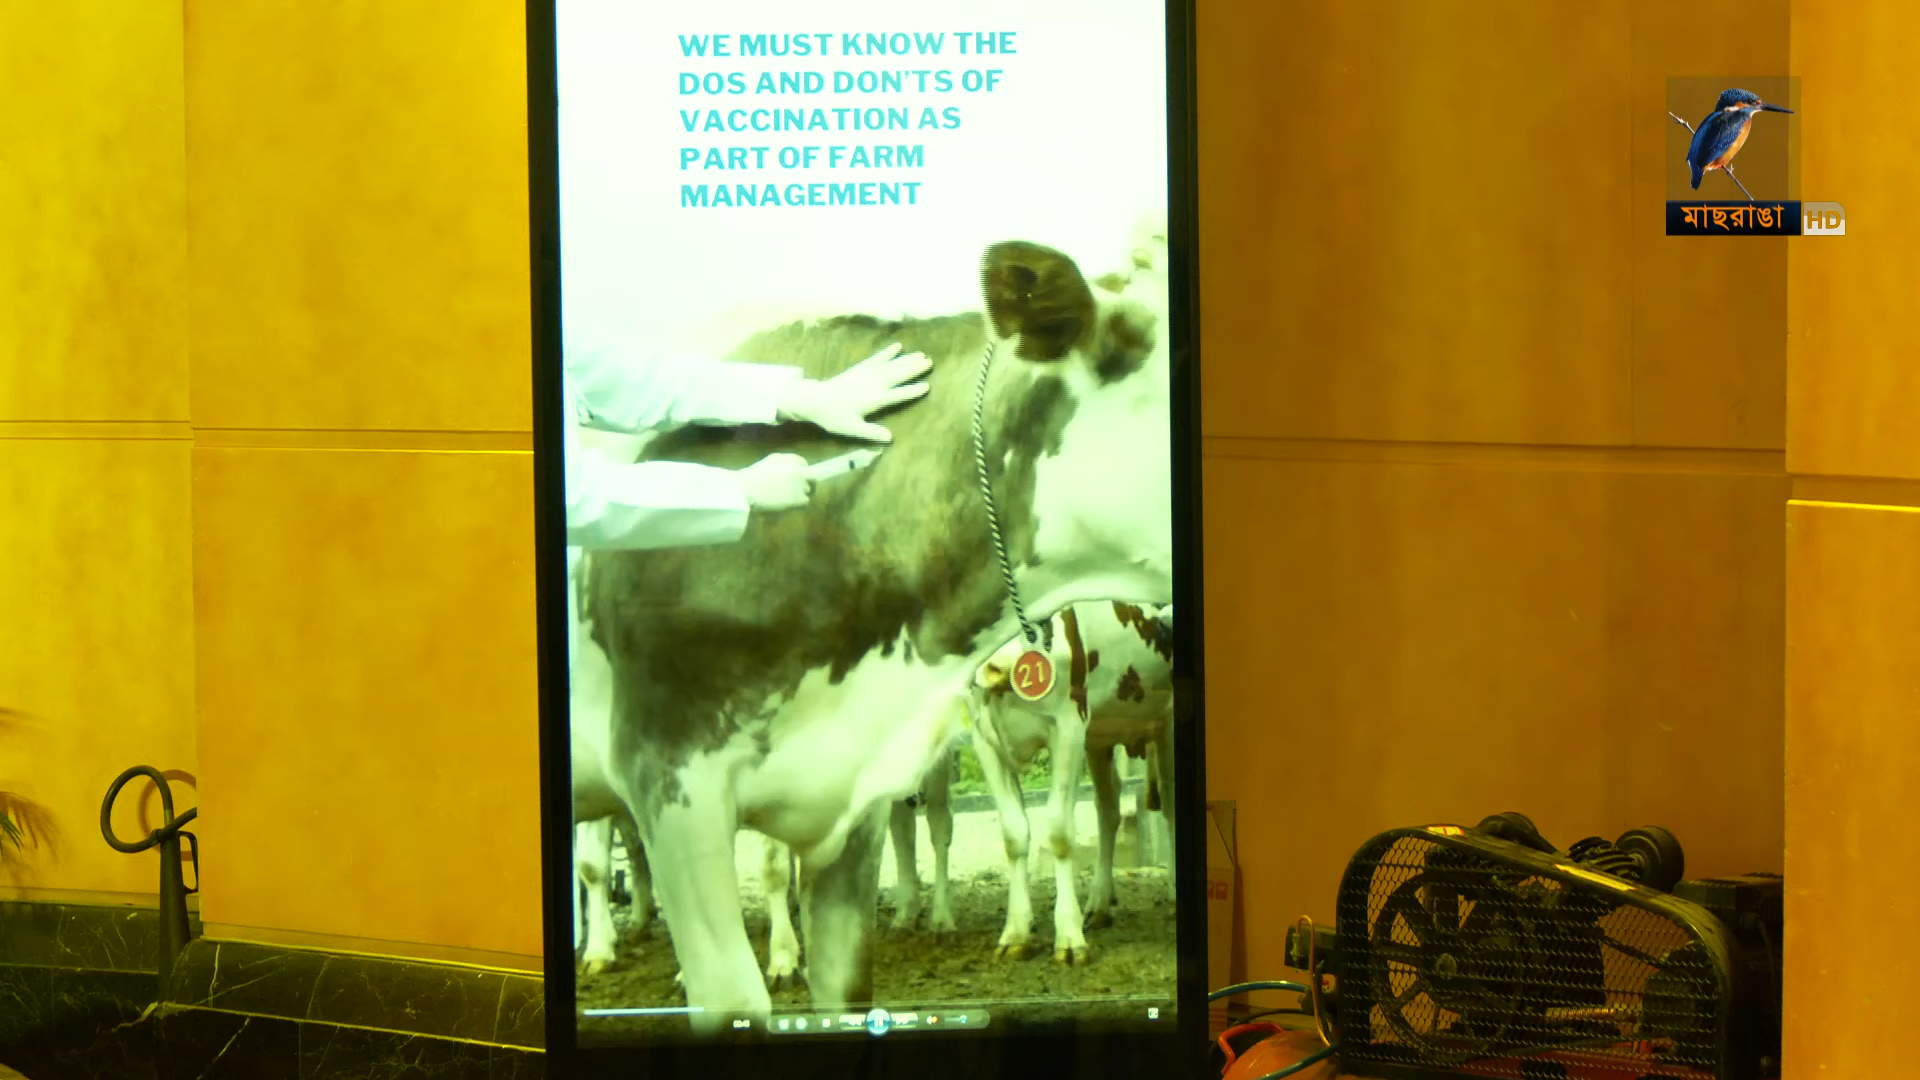 WE MUST KNOW THE
DOS AND DON'TS OF
VACCINATION AS
PART OF FARM
MANAGEMENT
মাছরাঙা HD
21